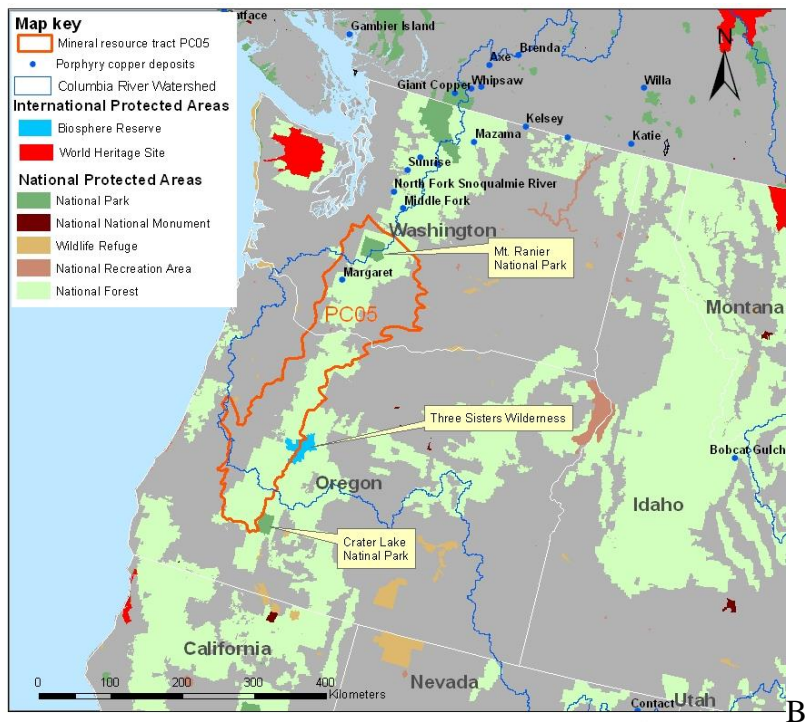 Map key
Mineral resource tract PC05
Porphyry copper deposits
Columbia River Watershed
International Protected Areas
Biosphere Reserve
World Heritage Site
National Protected Areas
National Park
National National Monument
Wildlife Refuge
National Recreation Area
National Forest
Gambier Island
N
Brenda
Axe
Giant Copper
Whipsaw
Willa
Kelsey
Mazama
Katie
Sunrise
North Fork Snoqualmie River
Middle Fork
Washington
Mt. Ranier
National Park
Margaret
Montana
PC05
Three Sisters Wilderness
Bobcat Gulch
Oregon
Idaho
Crater Lake
Natinal Park
California
Nevada
Utah
Contact
0 100 200 300 400
Kilometers
B